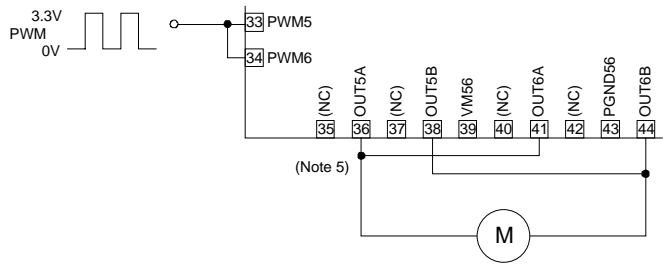 3.3V
PWM
0V
33 PWM5
34 PWM6
(NC)
OUT5A
(NC)
OUT5B
VM56
(NC)
OUT6A
(NC)
PGND56
OUT6B
35 36 37 38 39 40 41 42 43 44
(Note 5)
M